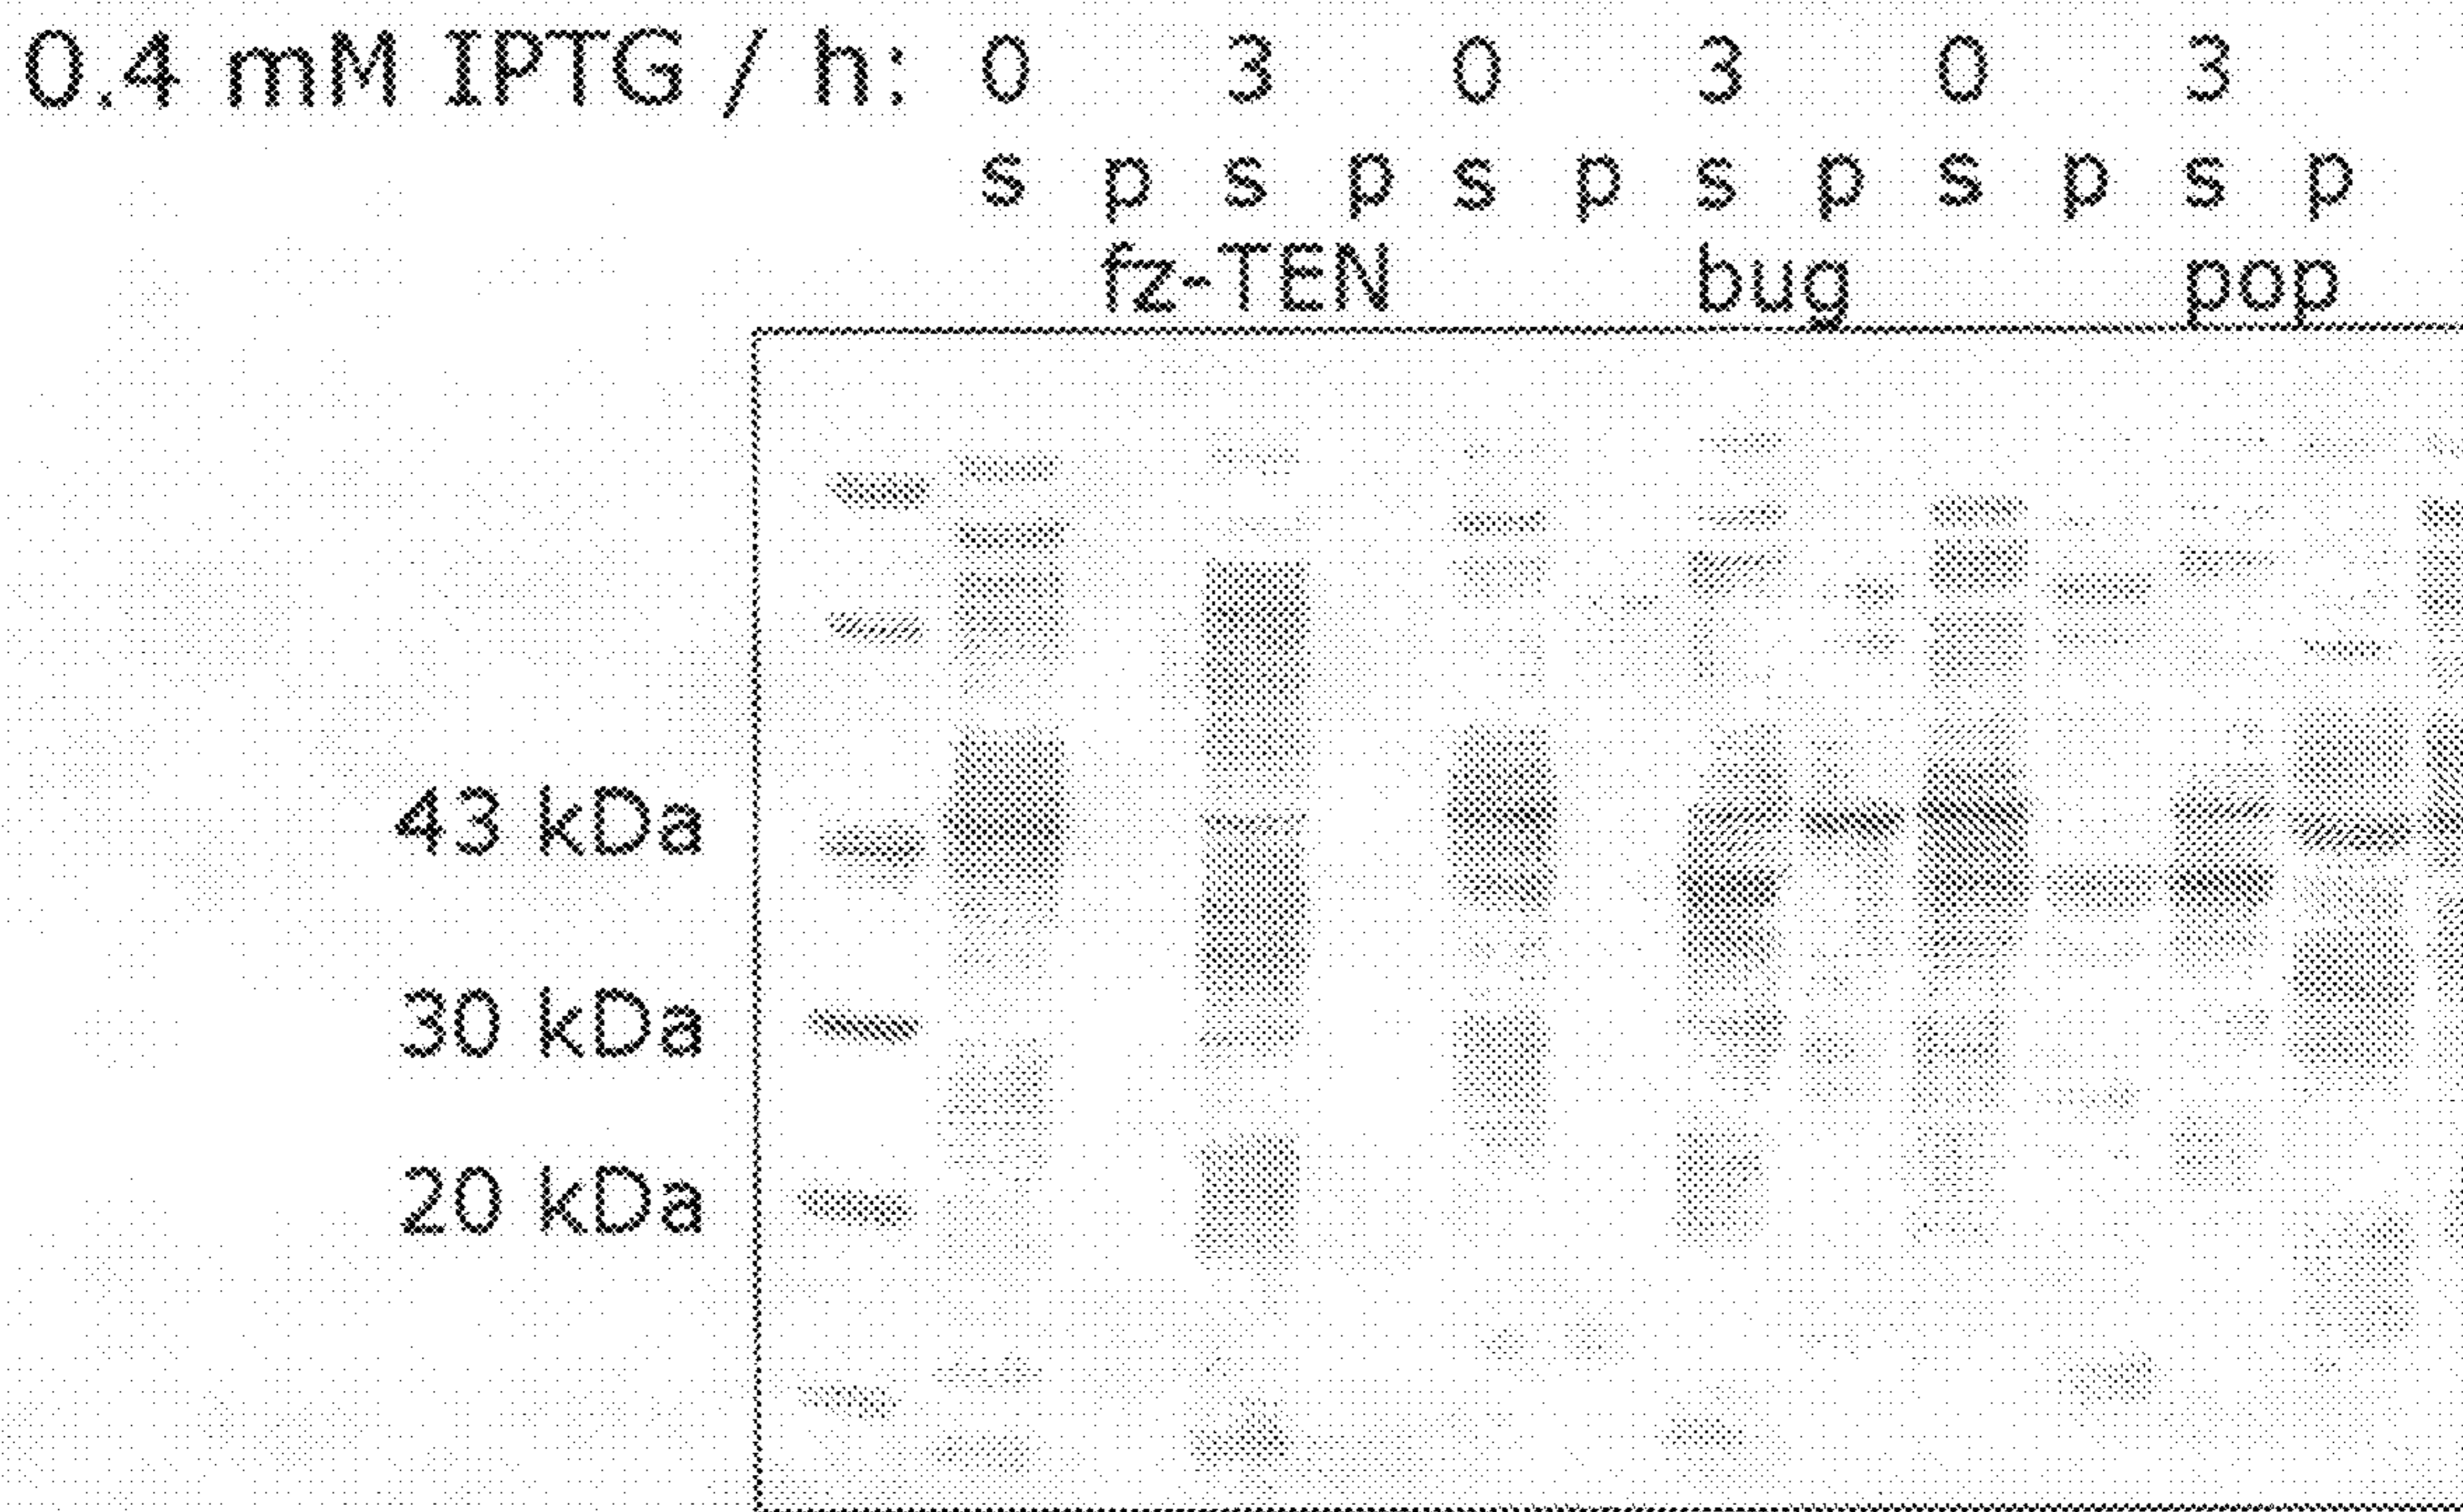 0.4 mM IPTG / h: 0 3 0 3 0 3
s p s p s p s p s p s p
fz-TEN bug pop
43 kDa
30 kDa
20 kDa